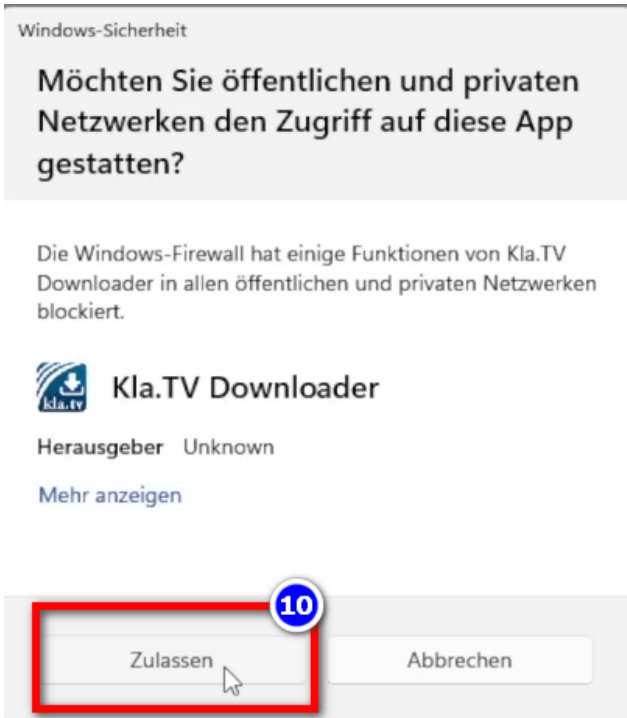 Windows-Sicherheit
Möchten Sie öffentlichen und privaten
Netzwerken den Zugriff auf diese App
gestatten?
Die Windows-Firewall hat einige Funktionen von Kla.TV
Downloader in allen öffentlichen und privaten Netzwerken
blockiert.
kla.tv
Kla.TV Downloader
Herausgeber Unknown
Mehr anzeigen
10
Zulassen
Abbrechen